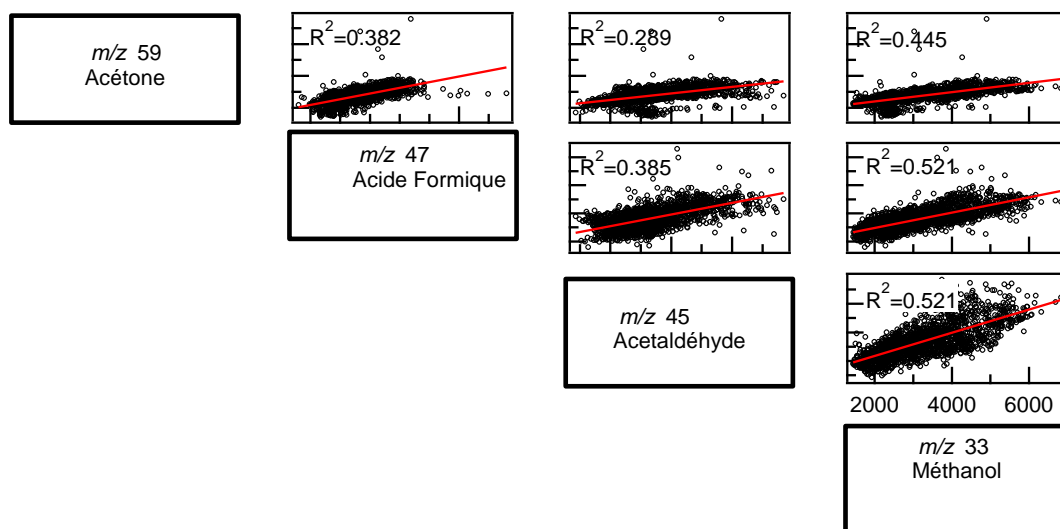 m/z 59
Acétone
R²=0.382
R²=0.289
R²=0.445
m/z 47
Acide Formique
R²=0.385
R²=0.521
m/z 45
Acetaldéhyde
R²=0.521
2000 4000 6000
m/z 33
Méthanol